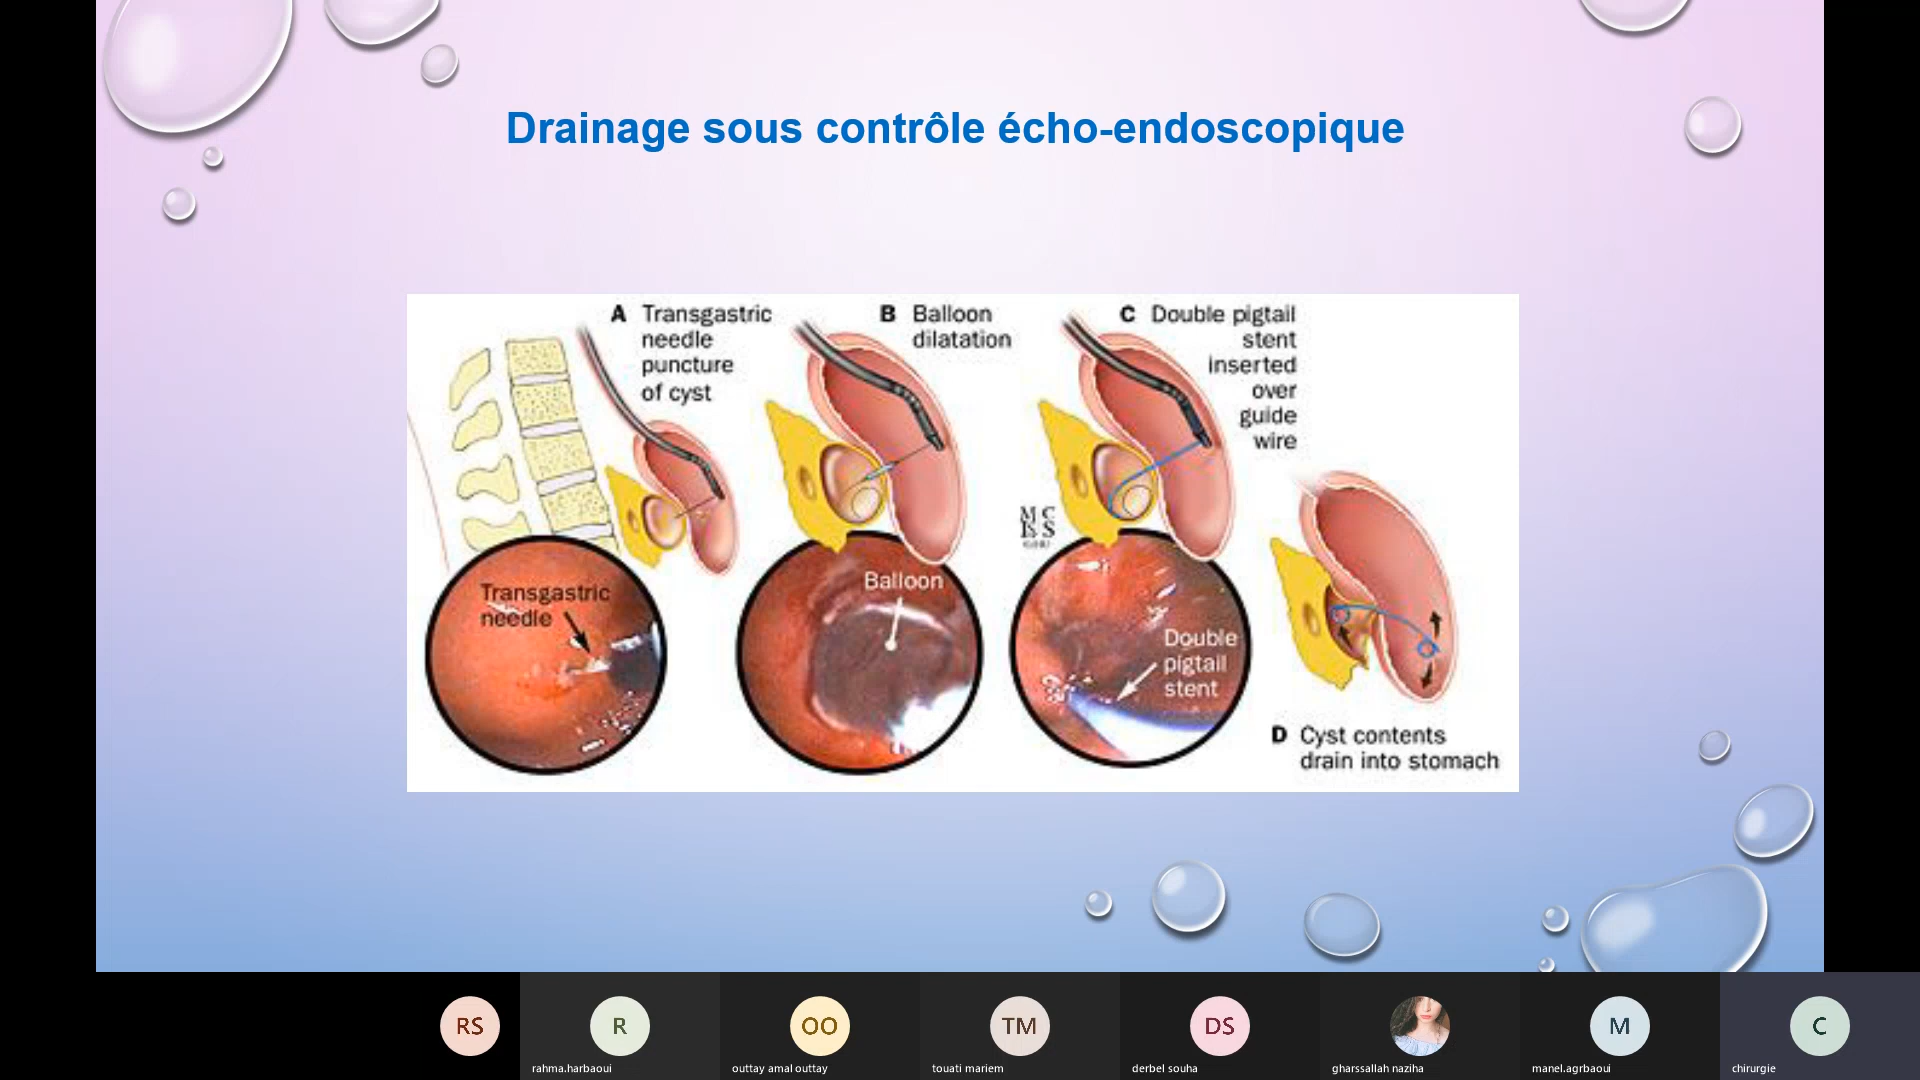 Drainage sous contrôle écho-endoscopique
A Transgastric
needle
puncture
of cyst
B Balloon
dilatation
C Double pigtail
stent
inserted
over
guide
wire
Transgastric
needle
Balloon
Double
pigtail
stent
D Cyst contents
drain into stomach
RS
R
OO
TM
DS
M
C
rahma.harbaoui
outtay amal outtay
touati mariem
derbel souha
gharssallah naziha
manel.agrbaoui
chirurgie